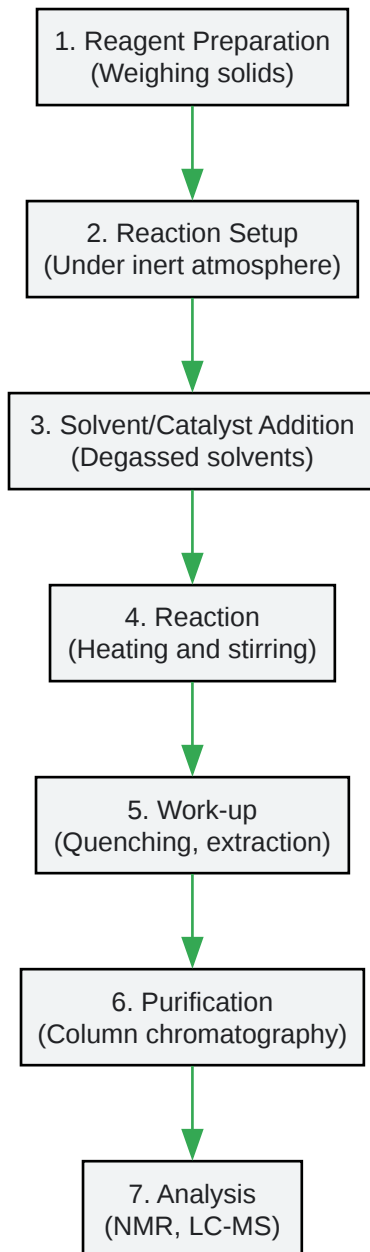 1. Reagent Preparation
(Weighing solids)
2. Reaction Setup
(Under inert atmosphere)
3. Solvent/Catalyst Addition
(Degassed solvents)
4. Reaction
(Heating and stirring)
5. Work-up
(Quenching, extraction)
6. Purification
(Column chromatography)
7. Analysis
(NMR, LC-MS)